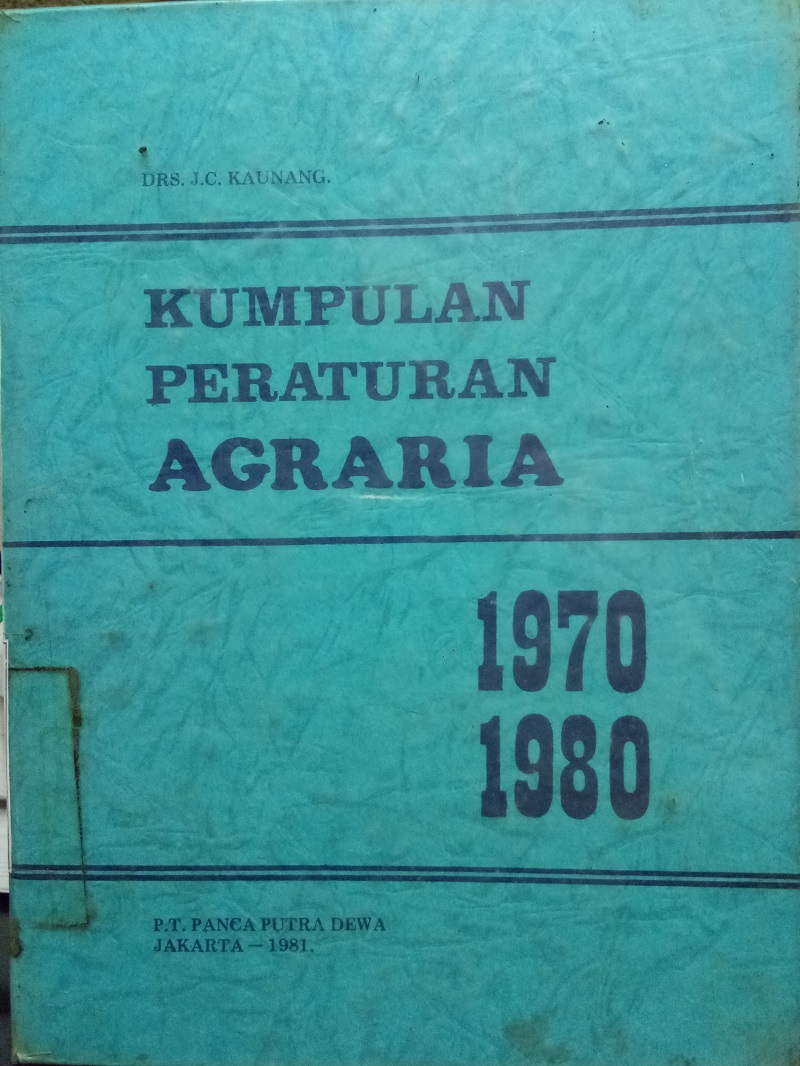 DRS. J.C. KAUNANG.
KUMPULAN
PERATURAN
AGRARIA
1970
1980
P.T. PANCA PUTRA DEWA
JAKARTA — 1981.